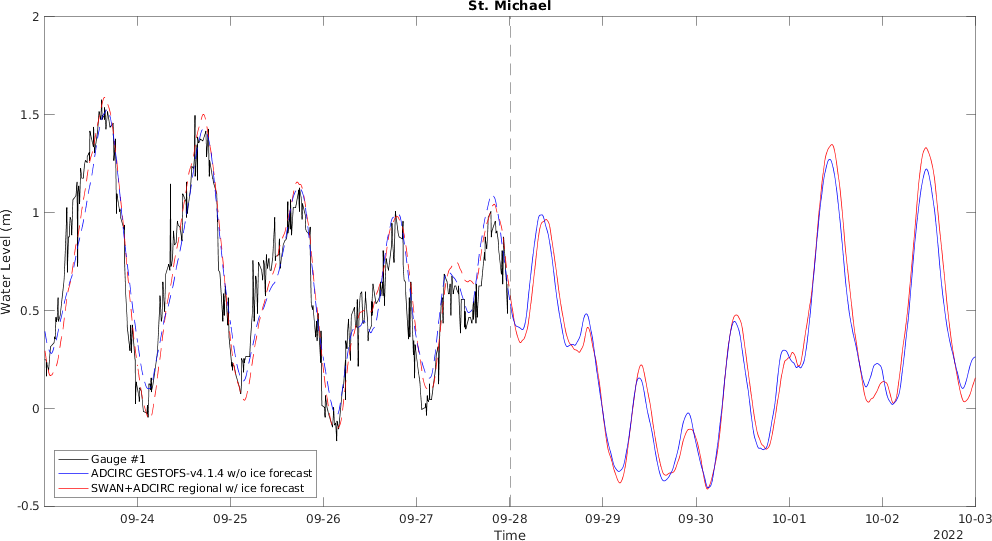 St. Michael
2
1.5
1
0.5
0
-0.5
Water Level (m)
Gauge #1
ADCIRC GESTOFS-v4.1.4 w/o ice forecast
SWAN+ADCIRC regional w/ ice forecast
09-24 09-25 09-26 09-27 09-28 09-29 09-30 10-01 10-02 10-03
Time
2022